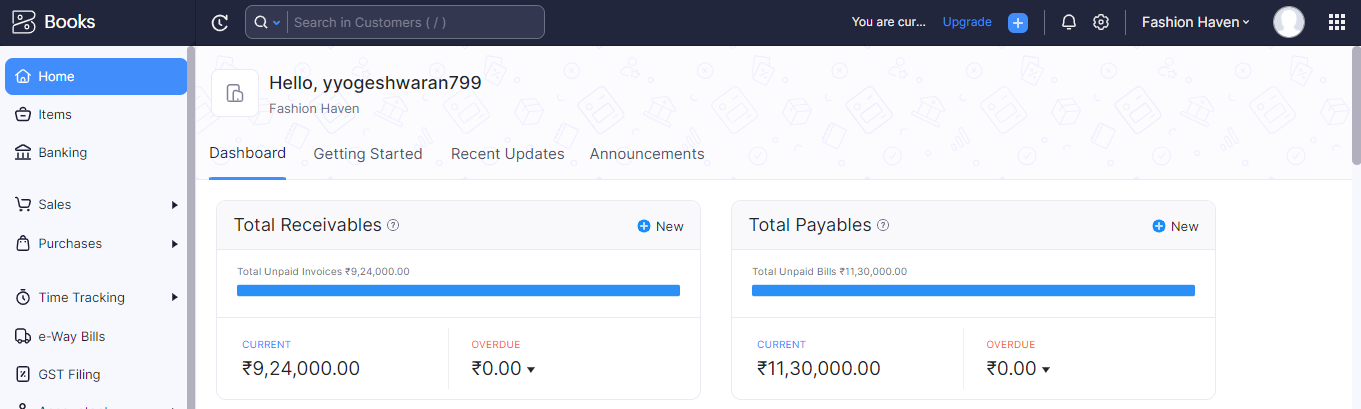 Books
Search in Customers ( / )
You are cur...
Upgrade
Fashion Haven
Home
Items
Banking
Sales
Purchases
Time Tracking
e-Way Bills
GST Filing
Hello, yyogeshwaran799
Fashion Haven
Dashboard
Getting Started
Recent Updates
Announcements
Total Receivables
New
Total Unpaid Invoices ₹9,24,000.00
CURRENT
₹9,24,000.00
OVERDUE
₹0.00
Total Payables
New
Total Unpaid Bills ₹11,30,000.00
CURRENT
₹11,30,000.00
OVERDUE
₹0.00